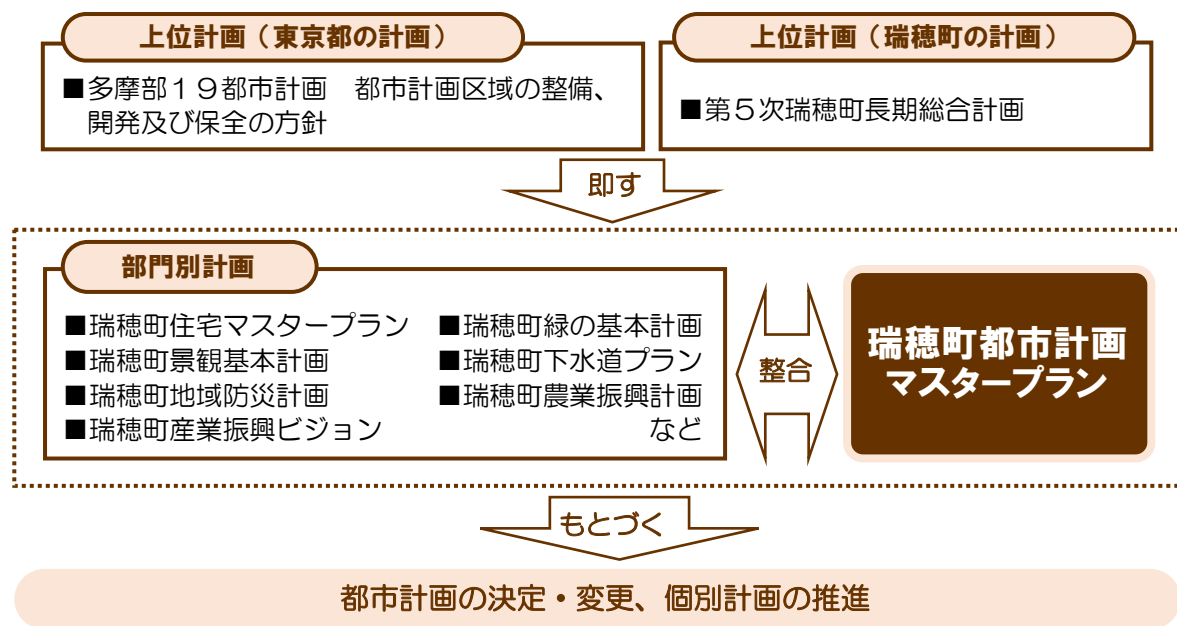 上位計画(東京都の計画)
■多摩部19都市計画　都市計画区域の整備、
開発及び保全の方針
上位計画(瑞穂町の計画)
■第5次瑞穂町長期総合計画
即す
部門別計画
■瑞穂町住宅マスタープラン
■瑞穂町景観基本計画
■瑞穂町地域防災計画
■瑞穂町産業振興ビジョン
■瑞穂町緑の基本計画
■瑞穂町下水道プラン
■瑞穂町農業振興計画
など
整合
瑞穂町都市計画
マスタープラン
もとづく
都市計画の決定・変更、個別計画の推進